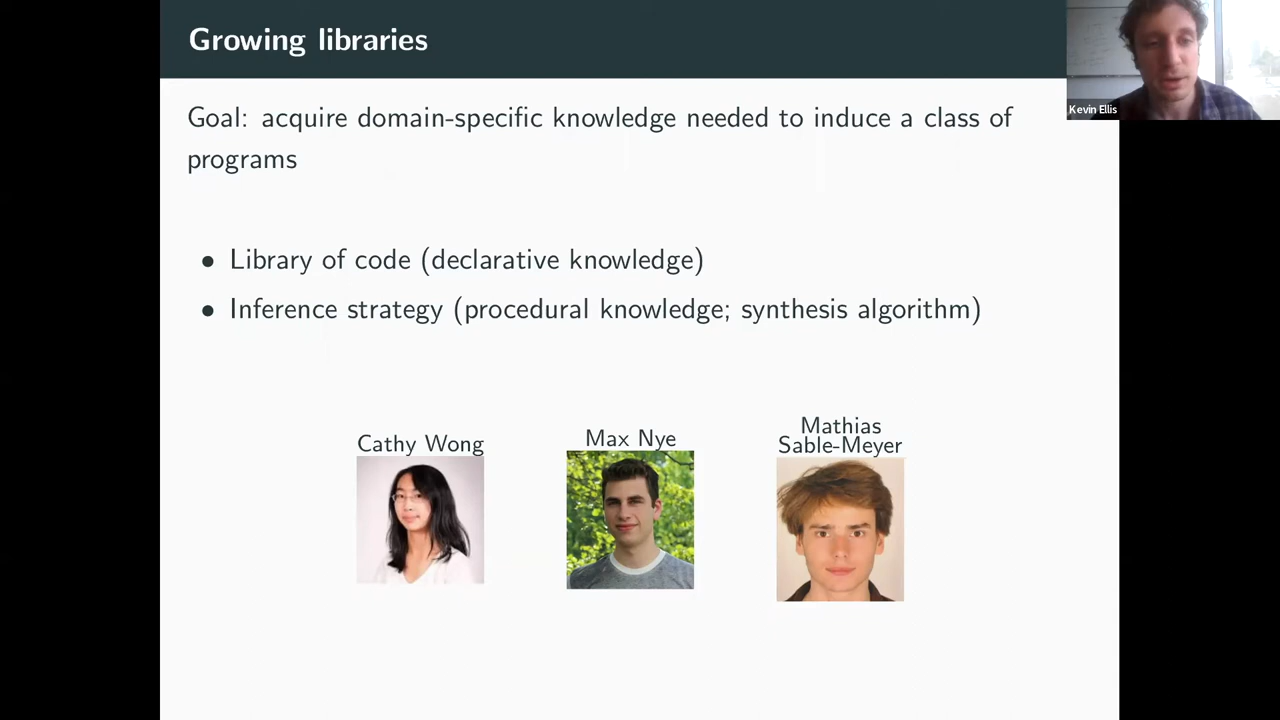 Growing libraries
Kevin Ellis
Goal: acquire domain-specific knowledge needed to induce a class of
programs
• Library of code (declarative knowledge)
• Inference strategy (procedural knowledge; synthesis algorithm)
Cathy Wong
Max Nye
Mathias
Sable-Meyer